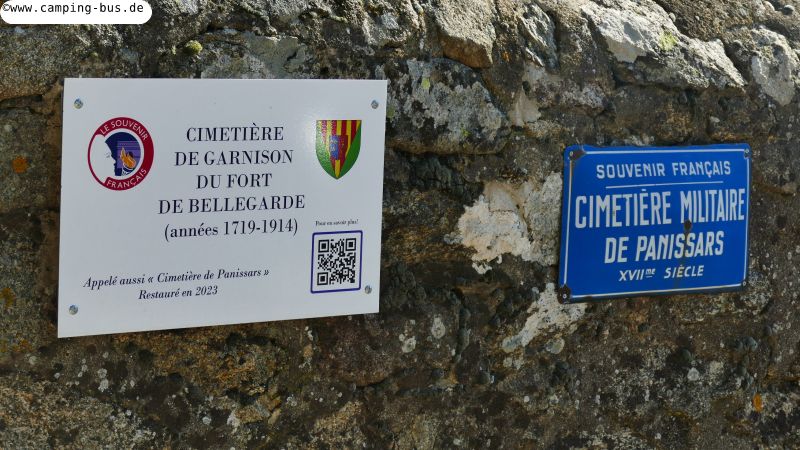 ©www.camping-bus.de
LE SOUVENIR
FRANÇAIS
CIMETIÈRE
DE GARNISON
DU FORT
DE BELLEGARDE
(années 1719-1914)
Pour en savoir plus!
Appelé aussi « Cimetière de Panissars »
Restauré en 2023
SOUVENIR FRANÇAIS
CIMETIÈRE MILITAIRE
DE PANISSARS
XVIIme SIÈCLE